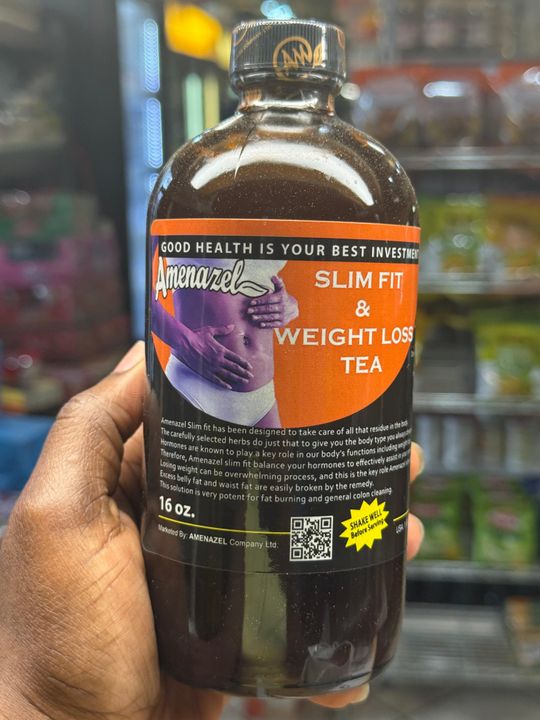 GOOD HEALTH IS YOUR BEST INVESTMENT
Amenazel
SLIM FIT
&
WEIGHT LOSS
TEA
Amenazel Slim fit has been designed to take care of all that residue in the body.
The carefully selected herbs do just that to give you the body type you always
Hormones are known to play a key role in our body's functions including
Therefore, Amenazel slim fit balance your hormones to effectively assist in
Losing weight can be overwhelming process, and this is the key role Amenazel
Excess belly fat and waist fat are easily broken by the remedy.
This solution is very potent for fat burning and general colon cleaning.
16 oz.
SHAKE WELL
Before Serving
Marketed By: AMENAZEL Company Ltd.
USA